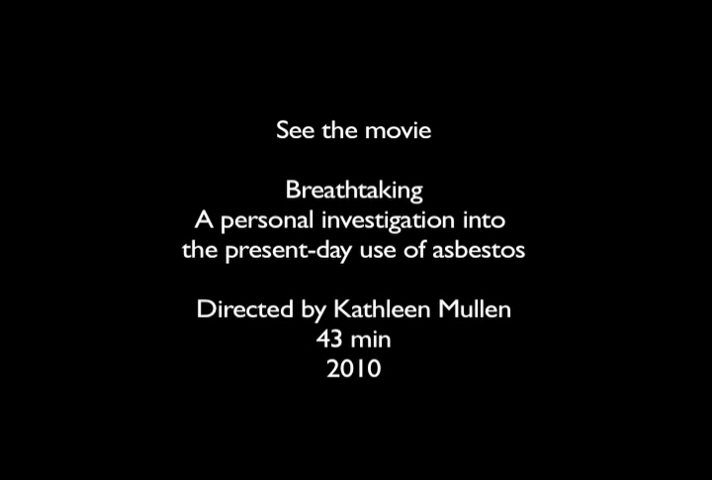 See the movie
Breathtaking
A personal investigation into
the present-day use of asbestos
Directed by Kathleen Mullen
43 min
2010